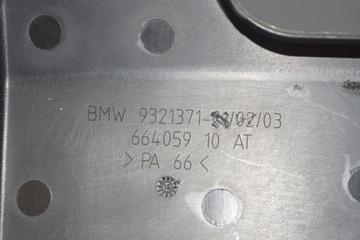 BMW 9321371- /02/03
664059 10 AT
>PA 66<